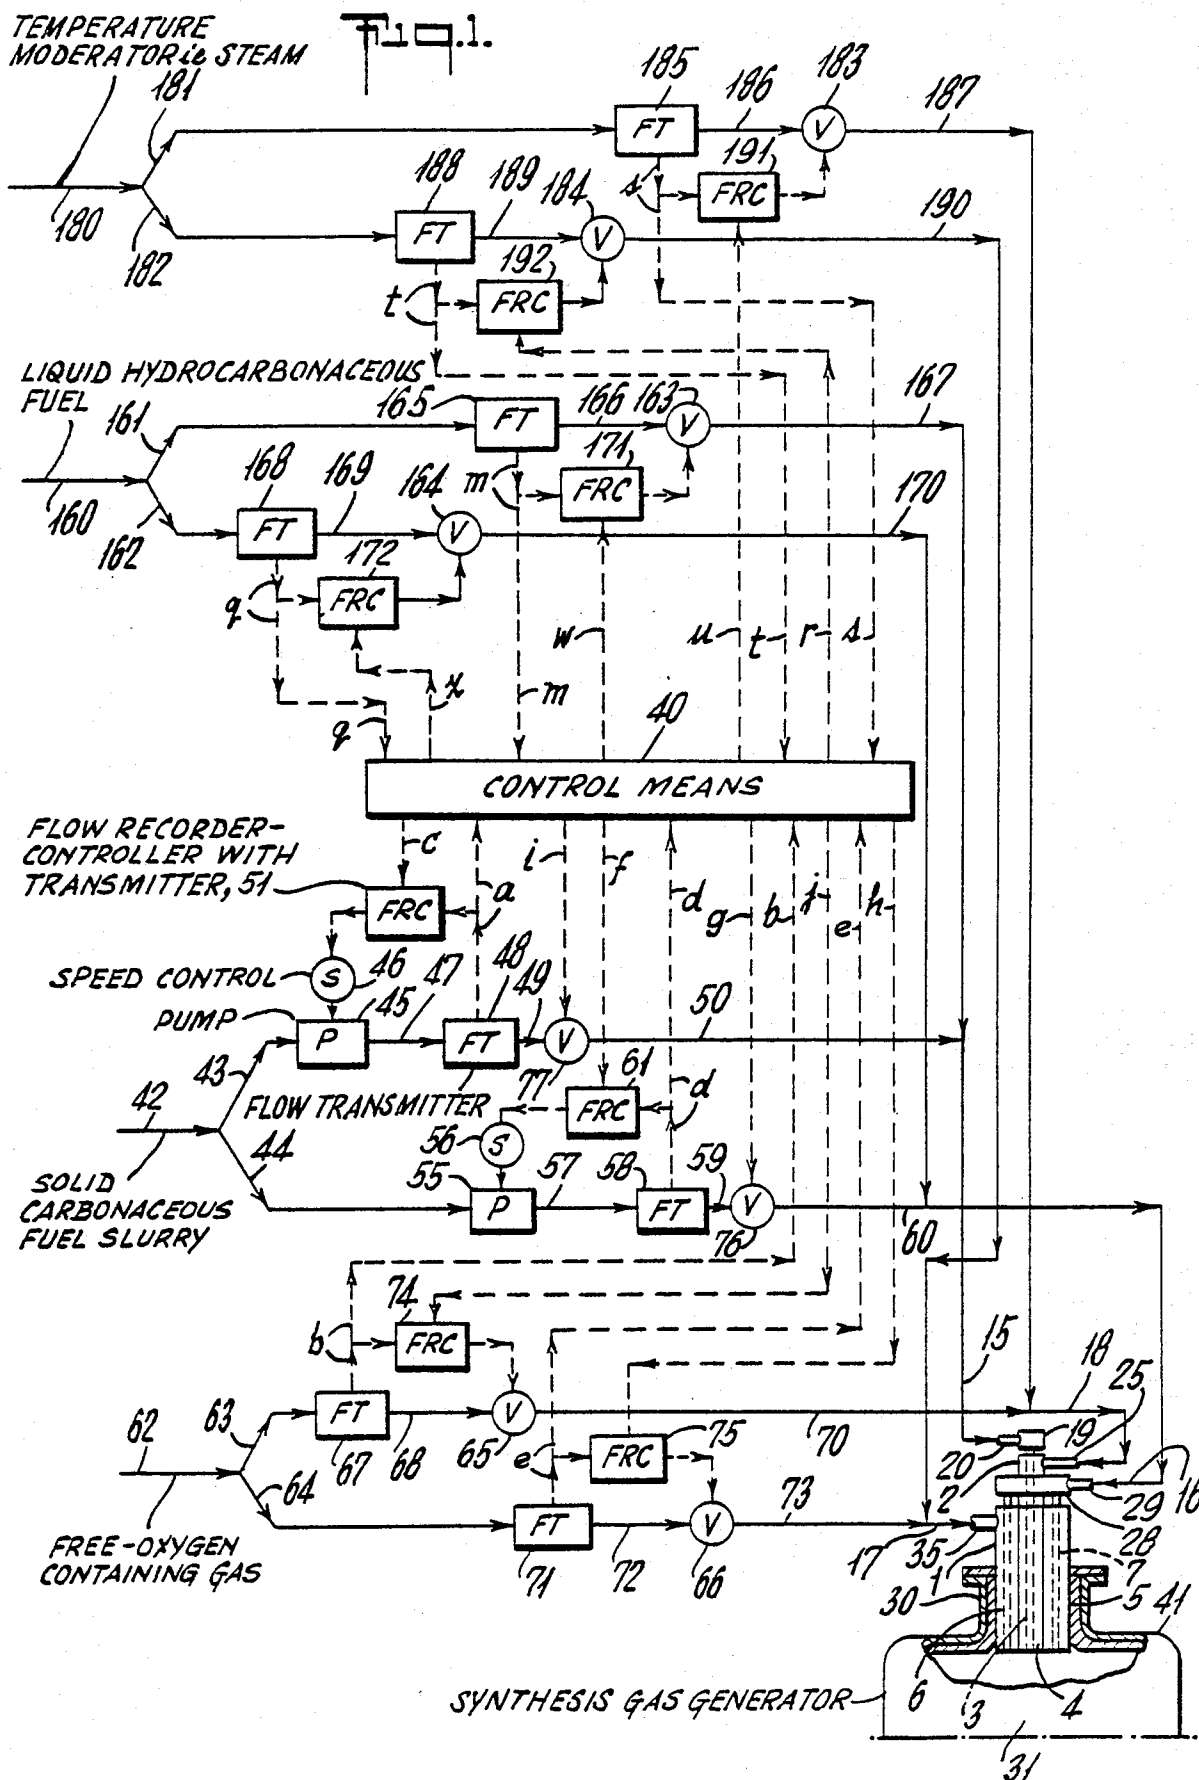 TEMPERATURE
MODERATOR ie STEAM
Fig.1.
181
185
186
183
187
FT
V
180
182
188
189
184
s
191
FRC
190
FT
V
t
192
FRC
LIQUID HYDROCARBONACEOUS
FUEL
161
165
166
163
167
FT
V
160
162
168
169
164
m
171
FRC
170
FT
V
q
172
FRC
w
u
t
r
s
x
m
q
40
CONTROL MEANS
FLOW RECORDER-
CONTROLLER WITH
TRANSMITTER, 51
c
a
i
f
d
g
b
j
e
h
FRC
SPEED CONTROL
S
46
47
48
49
50
PUMP
45
P
FT
V
43
77
61
d
42
FLOW TRANSMITTER
FRC
44
56
S
55
57
58
59
SOLID
CARBONACEOUS
FUEL SLURRY
P
FT
V
76
60
74
b
FRC
15
18
25
62
63
FT
67
68
V
65
70
19
20
e
75
FRC
2
29
16
64
73
28
FREE-OXYGEN
CONTAINING GAS
FT
71
72
V
66
17
35
1
7
30
5
41
6
3
4
SYNTHESIS GAS GENERATOR
31